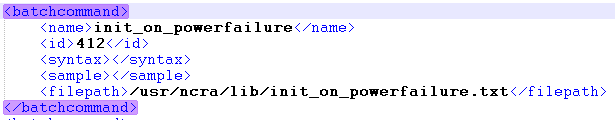 <batchcommand>
<name>init_on_powerfailure</name>
<id>412</id>
<syntax></syntax>
<sample></sample>
<filepath>/usr/ncra/lib/init_on_powerfailure.txt</filepath>
</batchcommand>